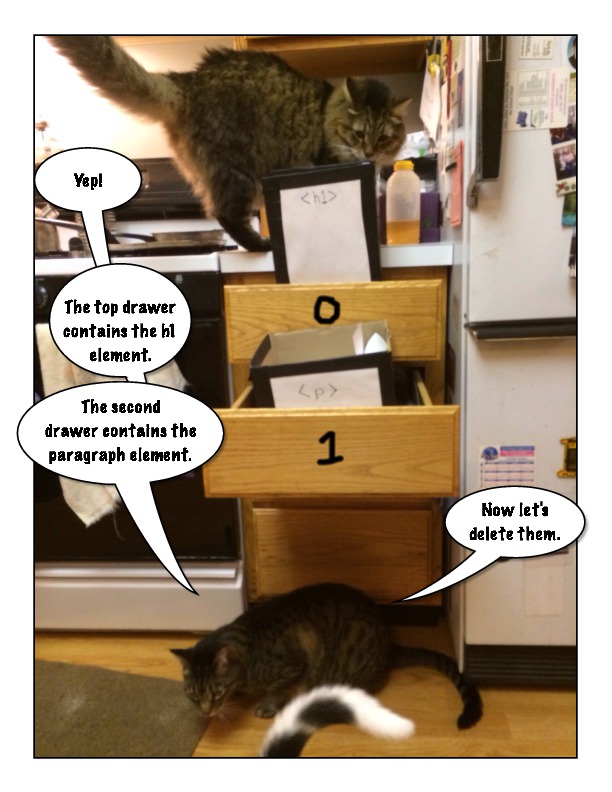 Yep!
<h1>
0
The top drawer
contains the h1
element.
<p>
The second
drawer contains the
paragraph element.
1
Now let's
delete them.